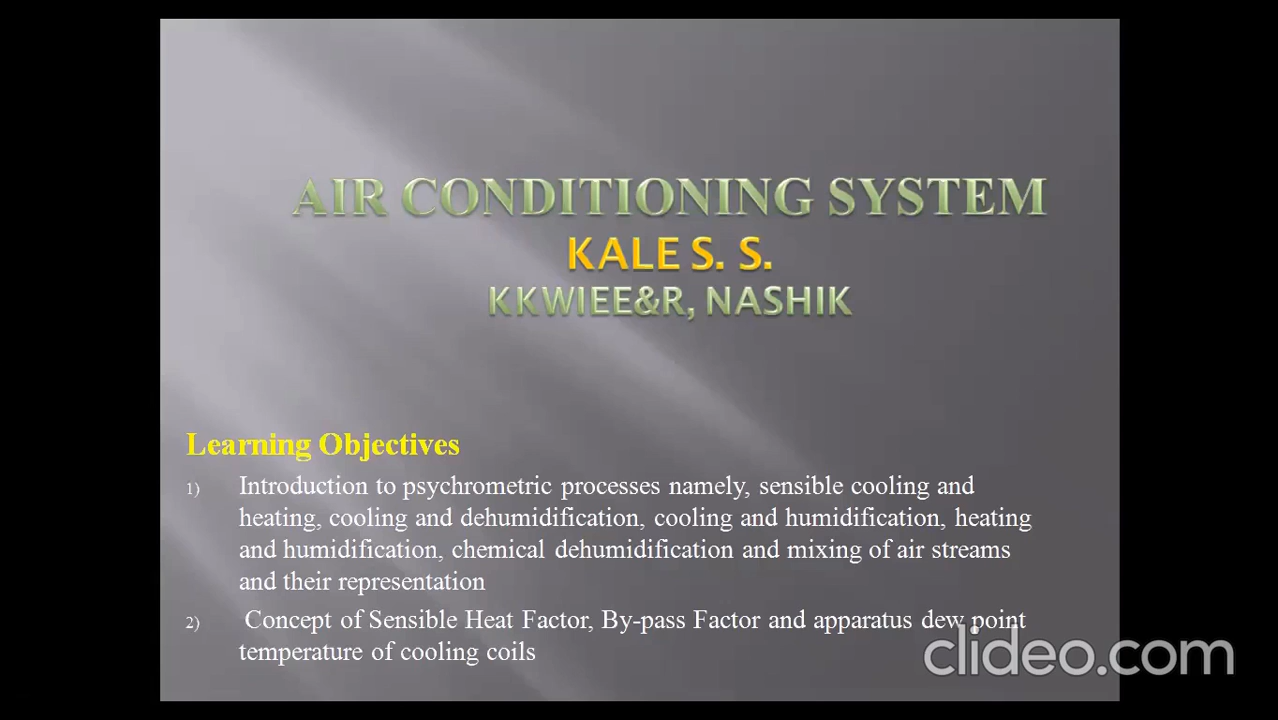 AIR CONDITIONING SYSTEM
KALE S. S.
KKWIEE&R, NASHIK
Learning Objectives
1) Introduction to psychrometric processes namely, sensible cooling and
heating, cooling and dehumidification, cooling and humidification, heating
and humidification, chemical dehumidification and mixing of air streams
and their representation
2) Concept of Sensible Heat Factor, By-pass Factor and apparatus dew point
temperature of cooling coils
clideo.com